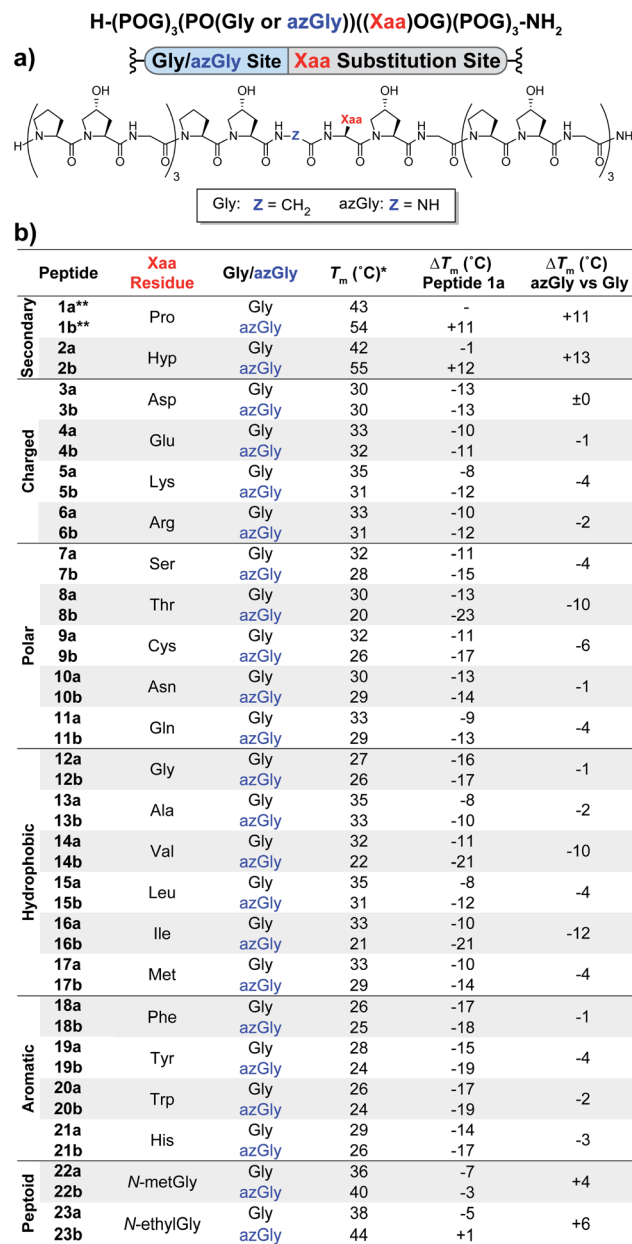 H-(POG)3(PO(Gly or azGly))((Xaa)OG)(POG)3-NH2
a)
Gly/azGly Site Xaa Substitution Site
OH OH OH OH
Xaa
H N N HN N N HN Z HN N HN N N HN NH2
O O O O O O O O O O O O
3 3
Gly: Z = CH2 azGly: Z = NH
b)
Peptide Xaa Residue Gly/azGly Tm (˚C)* ΔTm (˚C) Peptide 1a ΔTm (˚C) azGly vs Gly
Secondary
1a** Pro Gly 43 - +11
1b** azGly 54 +11
2a Hyp Gly 42 -1 +13
2b azGly 55 +12
Charged
3a Asp Gly 30 -13 ±0
3b azGly 30 -13
4a Glu Gly 33 -10 -1
4b azGly 32 -11
5a Lys Gly 35 -8 -4
5b azGly 31 -12
6a Arg Gly 33 -10 -2
6b azGly 31 -12
Polar
7a Ser Gly 32 -11 -4
7b azGly 28 -15
8a Thr Gly 30 -13 -10
8b azGly 20 -23
9a Cys Gly 32 -11 -6
9b azGly 26 -17
10a Asn Gly 30 -13 -1
10b azGly 29 -14
11a Gln Gly 33 -9 -4
11b azGly 29 -13
Hydrophobic
12a Gly Gly 27 -16 -1
12b azGly 26 -17
13a Ala Gly 35 -8 -2
13b azGly 33 -10
14a Val Gly 32 -11 -10
14b azGly 22 -21
15a Leu Gly 35 -8 -4
15b azGly 31 -12
16a Ile Gly 33 -10 -12
16b azGly 21 -21
17a Met Gly 33 -10 -4
17b azGly 29 -14
Aromatic
18a Phe Gly 26 -17 -1
18b azGly 25 -18
19a Tyr Gly 28 -15 -4
19b azGly 24 -19
20a Trp Gly 26 -17 -2
20b azGly 24 -19
21a His Gly 29 -14 -3
21b azGly 26 -17
Peptoid
22a N-metGly Gly 36 -7 +4
22b azGly 40 -3
23a N-ethylGly Gly 38 -5 +6
23b azGly 44 +1